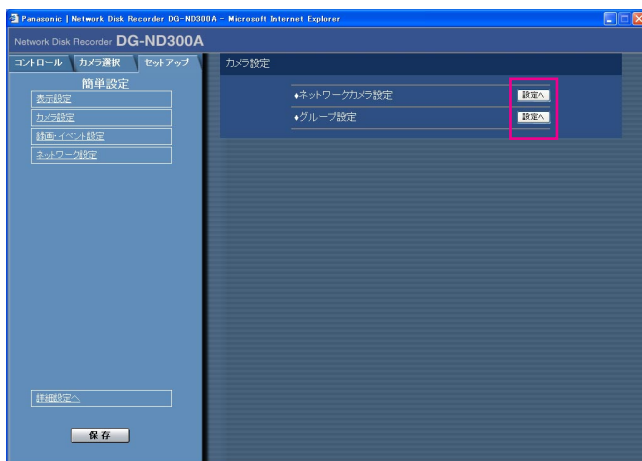 Panasonic | Network Disk Recorder DG-ND300A - Microsoft Internet Explorer
Network Disk Recorder DG-ND300A
コントロール カメラ選択 セットアップ
簡単設定
表示設定
カメラ設定
録画・イベント設定
ネットワーク設定
詳細設定へ
保存
カメラ設定
♦ネットワークカメラ設定 設定へ
♦グループ設定 設定へ